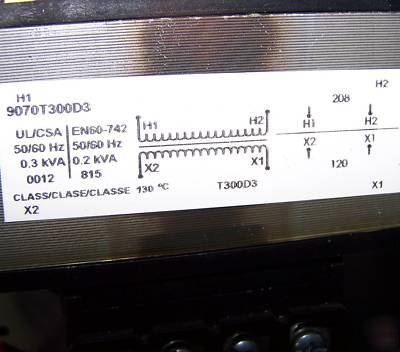 H1 H2
9070T300D3 208
UL/CSA EN60-742 H1 H2 H1 H2
50/60 Hz 50/60 Hz
0.3 kVA 0.2 kVA X2 X1 X2 X1
0012 815 120
CLASS/CLASE/CLASSE 130 °C T300D3 X1
X2